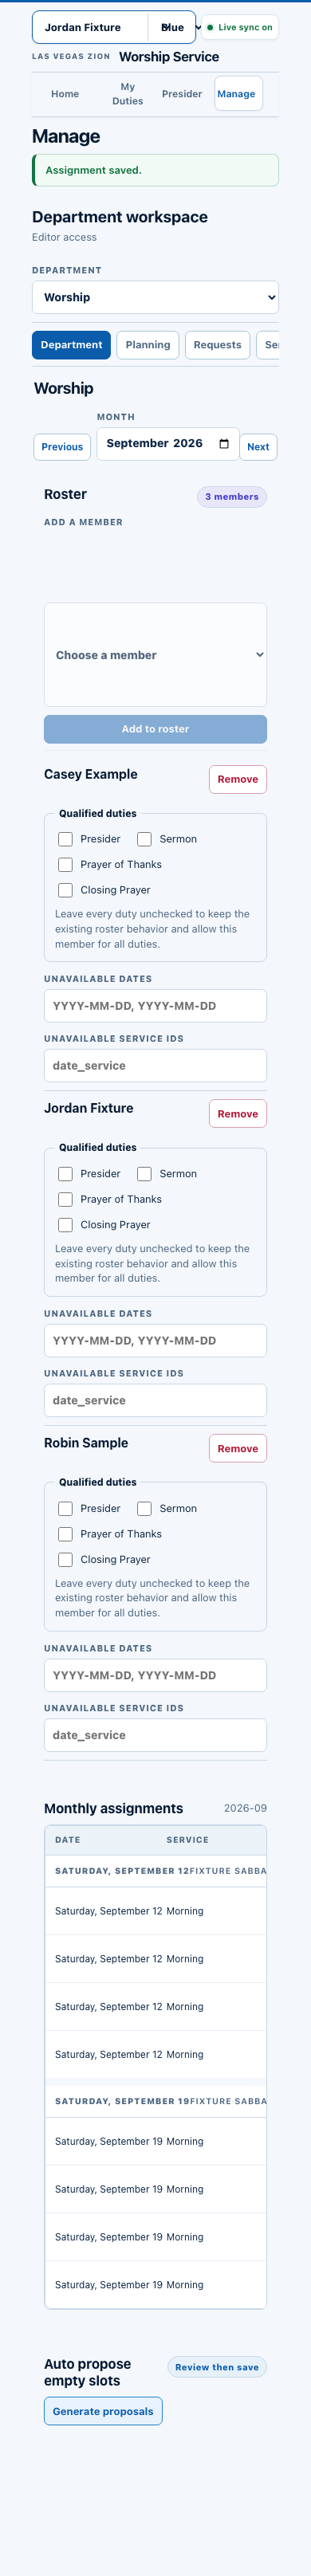 Jordan Fixture
Blue
Live sync on
LAS VEGAS ZION Worship Service
Home
My Duties
Presider
Manage
Manage
Assignment saved.
Department workspace
Editor access
DEPARTMENT
Worship
Department Planning Requests Ser
Worship
MONTH
Previous September 2026 Next
Roster 3 members
ADD A MEMBER
Choose a member
Add to roster
Casey Example Remove
Qualified duties
Presider Sermon
Prayer of Thanks
Closing Prayer
Leave every duty unchecked to keep the
existing roster behavior and allow this
member for all duties.
UNAVAILABLE DATES
YYYY-MM-DD, YYYY-MM-DD
UNAVAILABLE SERVICE IDS
date_service
Jordan Fixture Remove
Qualified duties
Presider Sermon
Prayer of Thanks
Closing Prayer
Leave every duty unchecked to keep the
existing roster behavior and allow this
member for all duties.
UNAVAILABLE DATES
YYYY-MM-DD, YYYY-MM-DD
UNAVAILABLE SERVICE IDS
date_service
Robin Sample Remove
Qualified duties
Presider Sermon
Prayer of Thanks
Closing Prayer
Leave every duty unchecked to keep the
existing roster behavior and allow this
member for all duties.
UNAVAILABLE DATES
YYYY-MM-DD, YYYY-MM-DD
UNAVAILABLE SERVICE IDS
date_service
Monthly assignments 2026-09
DATE SERVICE
SATURDAY, SEPTEMBER 12 FIXTURE SABBA
Saturday, September 12 Morning
Saturday, September 12 Morning
Saturday, September 12 Morning
Saturday, September 12 Morning
SATURDAY, SEPTEMBER 19 FIXTURE SABBA
Saturday, September 19 Morning
Saturday, September 19 Morning
Saturday, September 19 Morning
Saturday, September 19 Morning
Auto propose
empty slots
Review then save
Generate proposals